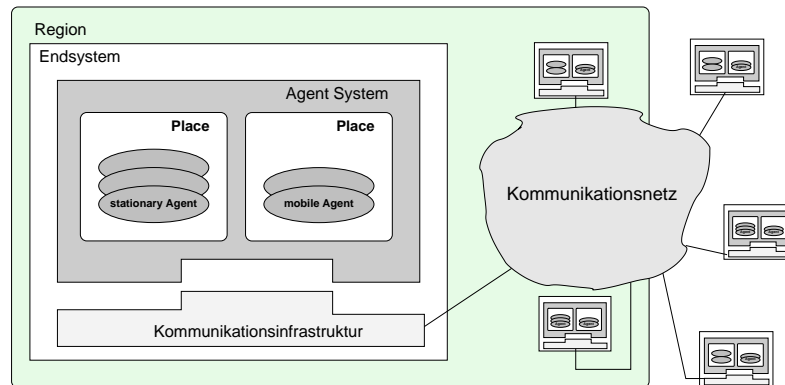 Region
Endsystem
Agent System
Place
Place
stationary Agent
mobile Agent
Kommunikationsinfrastruktur
Kommunikationsnetz